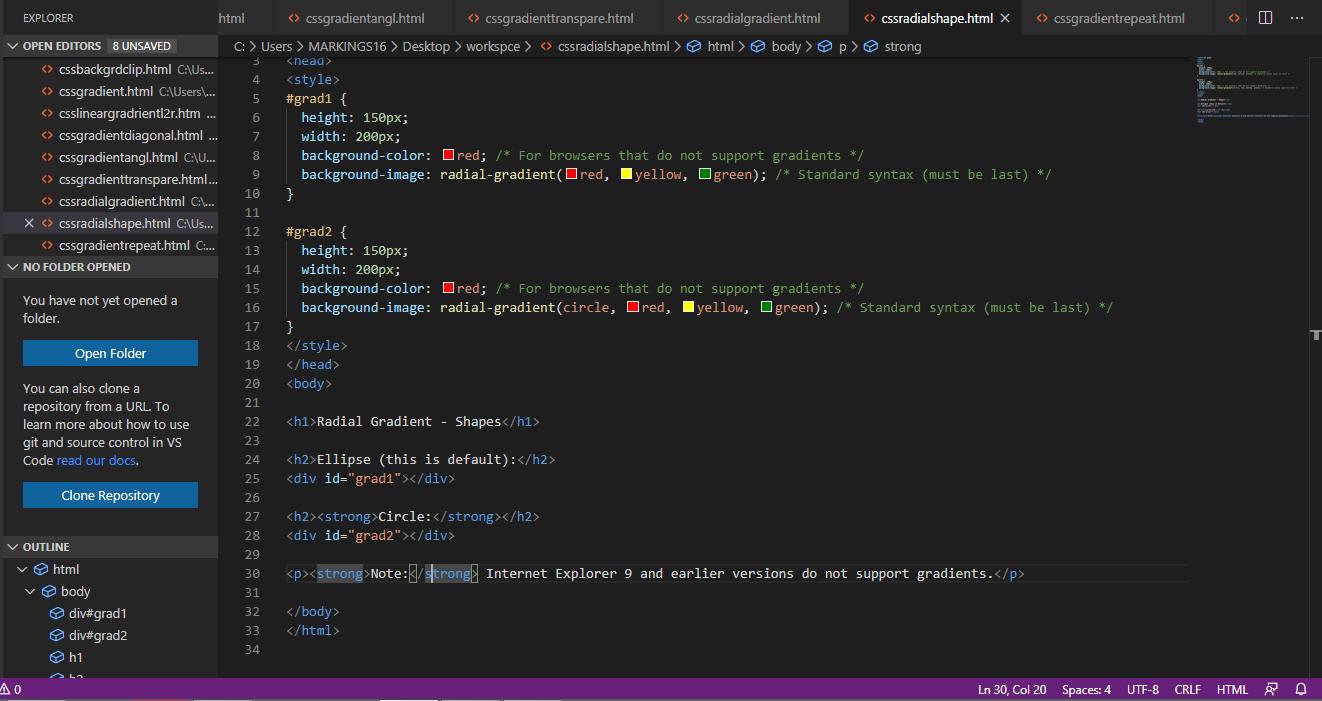 EXPLORER
html
cssgradientangl.html
cssgradienttranspare.html
cssradialgradient.html
cssradialshape.html
cssgradientrepeat.html
OPEN EDITORS 8 UNSAVED
C: > Users > MARKINGS16 > Desktop > workspce > cssradialshape.html > html > body > p > strong
cssbackgrdclip.html C:\Us...
cssgradient.html C:\Users\...
csslineargradrientl2r.htm ...
cssgradientdiagonal.html ...
cssgradientangl.html C:\U...
cssgradienttranspare.html...
cssradialgradient.html C:\...
cssradialshape.html C:\Us...
cssgradientrepeat.html C:...
NO FOLDER OPENED
You have not yet opened a
folder.
Open Folder
You can also clone a
repository from a URL. To
learn more about how to use
git and source control in VS
Code read our docs.
Clone Repository
OUTLINE
html
body
div#grad1
div#grad2
h1
h2
3 <head>
4 <style>
5 #grad1 {
6 height: 150px;
7 width: 200px;
8 background-color: red; /* For browsers that do not support gradients */
9 background-image: radial-gradient(red, yellow, green); /* Standard syntax (must be last) */
10 }
11
12 #grad2 {
13 height: 150px;
14 width: 200px;
15 background-color: red; /* For browsers that do not support gradients */
16 background-image: radial-gradient(circle, red, yellow, green); /* Standard syntax (must be last) */
17 }
18 </style>
19 </head>
20 <body>
21
22 <h1>Radial Gradient - Shapes</h1>
23
24 <h2>Ellipse (this is default):</h2>
25 <div id="grad1"></div>
26
27 <h2><strong>Circle:</strong></h2>
28 <div id="grad2"></div>
29
30 <p><strong>Note:</strong> Internet Explorer 9 and earlier versions do not support gradients.</p>
31
32 </body>
33 </html>
34
0
Ln 30, Col 20
Spaces: 4
UTF-8
CRLF
HTML